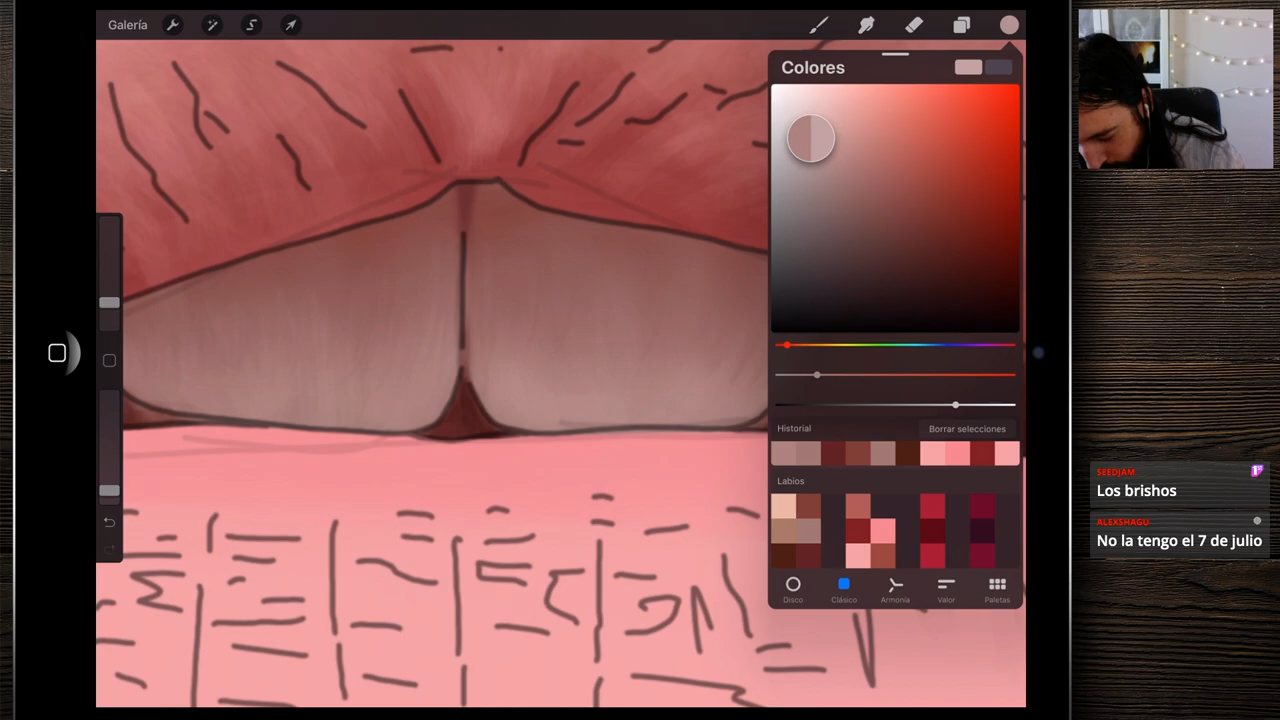 Galería
Colores
Historial
Borrar selecciones
Labios
Disco
Clásico
Armonía
Valor
Paletas
SEEDJAM
Los brishos
ALEXSHAGU
No la tengo el 7 de julio